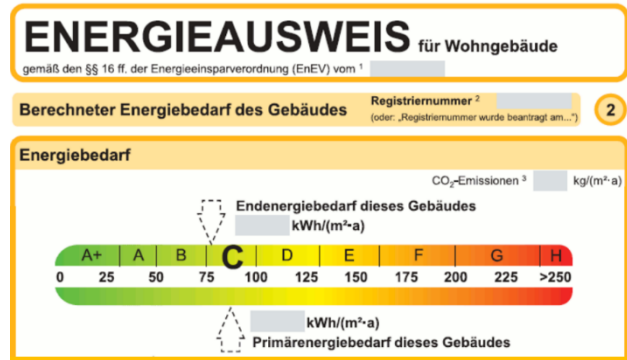 ENERGIEAUSWEIS für Wohngebäude
gemäß den §§ 16 ff. der Energieeinsparverordnung (EnEV) vom ¹
Berechneter Energiebedarf des Gebäudes
Registriernummer ²
(oder: „Registriernummer wurde beantragt am...")
2
Energiebedarf
CO₂-Emissionen ³ kg/(m²·a)
Endenergiebedarf dieses Gebäudes
kWh/(m²•a)
A+ A B C D E F G H
0 25 50 75 100 125 150 175 200 225 >250
kWh/(m²•a)
Primärenergiebedarf dieses Gebäudes